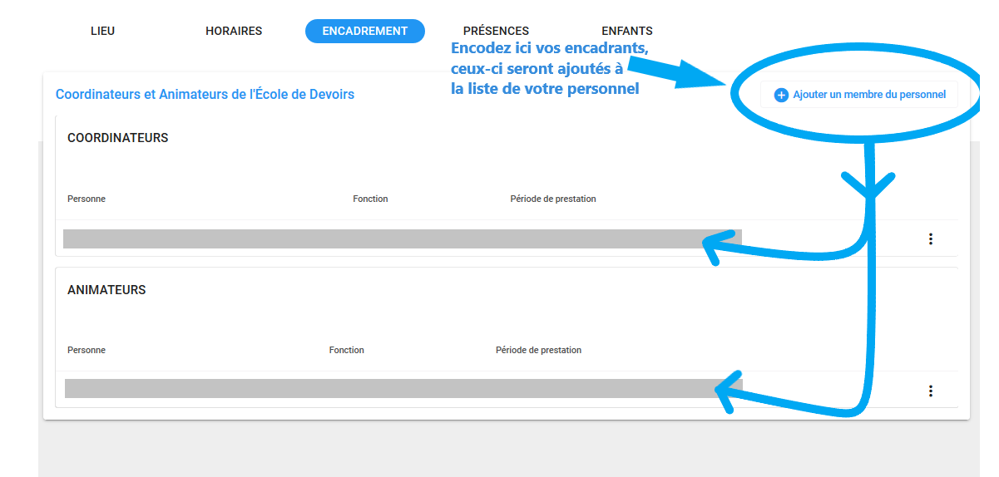 LIEU HORAIRES ENCADREMENT PRÉSENCES ENFANTS
Encodez ici vos encadrants,
ceux-ci seront ajoutés à
la liste de votre personnel
Coordinateurs et Animateurs de l'École de Devoirs
Ajouter un membre du personnel
COORDINATEURS
Personne Fonction Période de prestation
ANIMATEURS
Personne Fonction Période de prestation